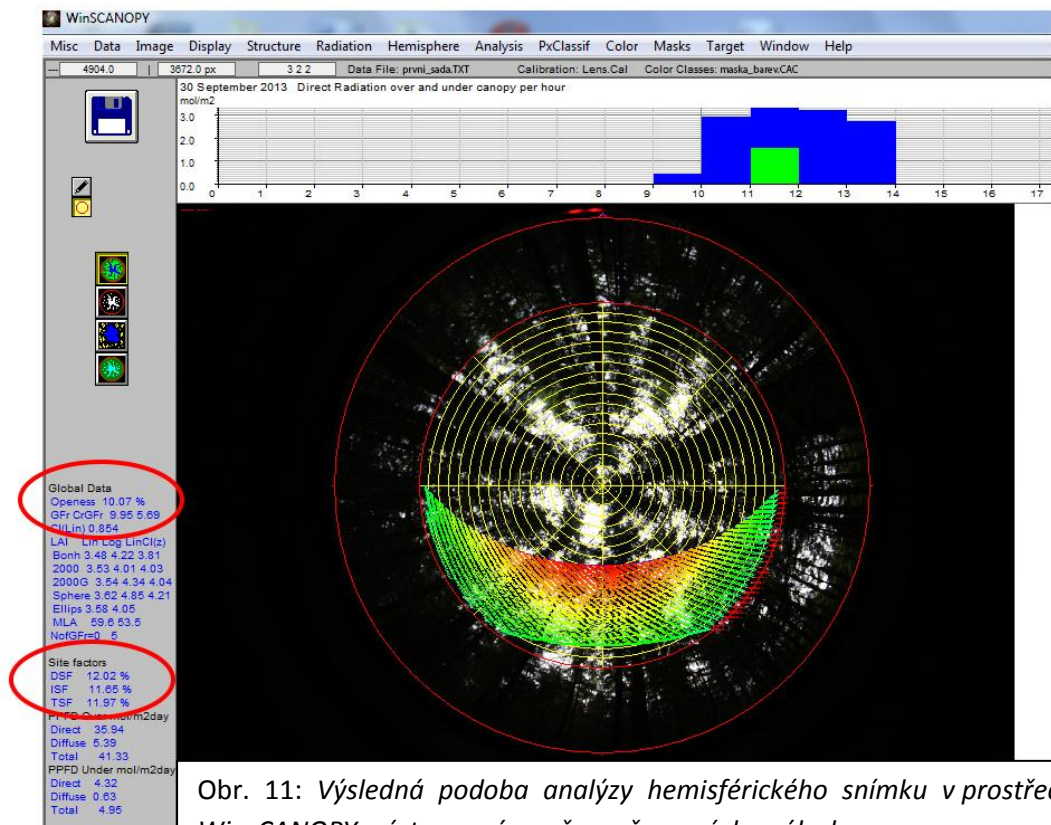 WinSCANOPY
Misc Data Image Display Structure Radiation Hemisphere Analysis PxClassif Color Masks Target Window Help
4904.0 | 3672.0 px 3 2 2 Data File: prvni_sada.TXT Calibration: Lens.Cal Color Classes: maska_barev.CAC
30 September 2013 Direct Radiation over and under canopy per hour
mol/m2
3.0
2.0
1.0
0.0
0 1 2 3 4 5 6 7 8 9 10 11 12 13 14 15 16 17
Global Data
Openess 10.07 %
GFr CrGFr 9.95 5.69
CI(Lin) 0.854
LAI Lin Log LinCI(z)
Bonh 3.48 4.22 3.81
2000 3.53 4.01 4.03
2000G 3.54 4.34 4.04
Sphere 3.62 4.85 4.21
Ellips 3.58 4.05
MLA 59.6 53.5
NofGFr=0 5
Site factors
DSF 12.02 %
ISF 11.65 %
TSF 11.97 %
PPFD Over mol/m2day
Direct 35.94
Diffuse 5.39
Total 41.33
PPFD Under mol/m2day
Direct 4.32
Diffuse 0.63
Total 4.95
Obr. 11: Výsledná podoba analýzy hemisférického snímku v prostřed